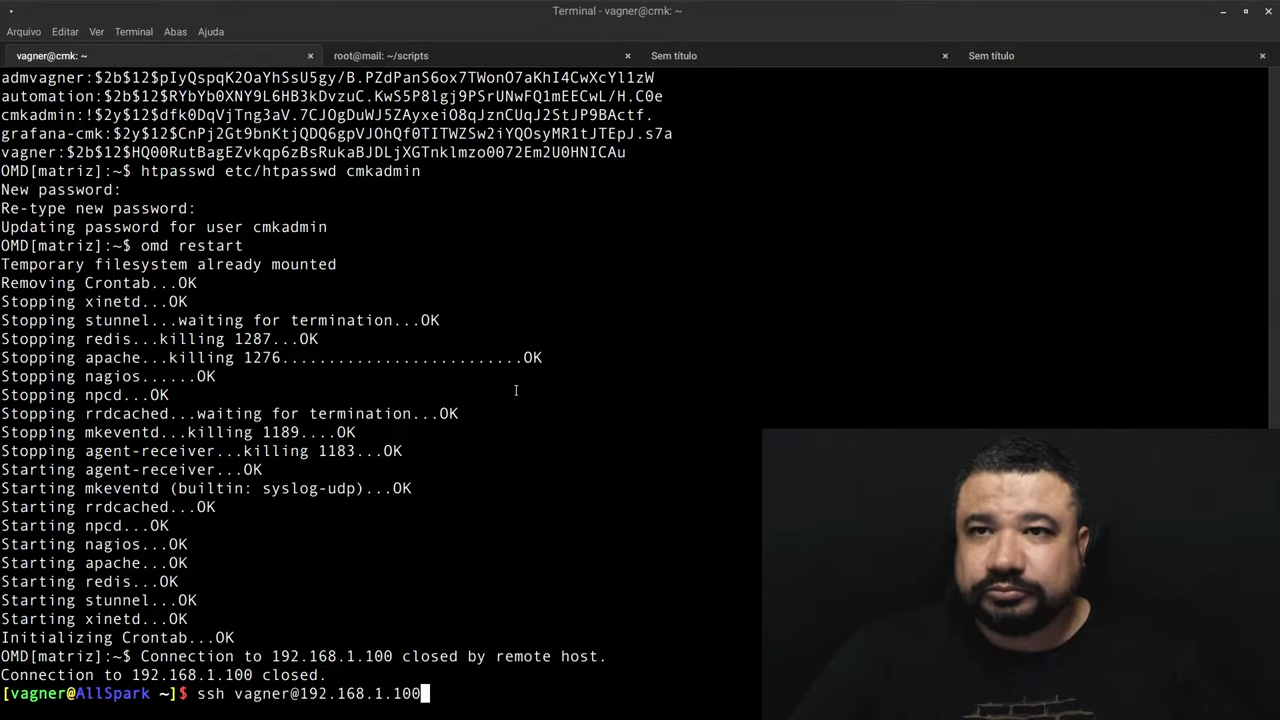 Terminal - vagner@cmk: ~
Arquivo Editar Ver Terminal Abas Ajuda
vagner@cmk: ~ root@mail: ~/scripts Sem título Sem título
admvagner:$2b$12$pIyQspqK2OaYhSsU5gy/B.PZdPanS6ox7TWonO7aKhI4CwXcYl1zW
automation:$2b$12$RYbYb0XNY9L6HB3kDvzuC.KwS5P8lgj9PSrUNwFQ1mEECwL/H.C0e
cmkadmin:!$2y$12$dfk0DqVjTng3aV.7CJOgDuWJ5ZAyxeiO8qJznCUqJ2StJP9BActf.
grafana-cmk:$2y$12$CnPj2Gt9bnKtjQDQ6gpVJOhQf0TITWZSw2iYQOsyMR1tJTEpJ.s7a
vagner:$2b$12$HQ00RutBagEZvkqp6zBsRukaBJDLjXGTnklmzo0072Em2U0HNICAu
OMD[matriz]:~$ htpasswd etc/htpasswd cmkadmin
New password:
Re-type new password:
Updating password for user cmkadmin
OMD[matriz]:~$ omd restart
Temporary filesystem already mounted
Removing Crontab...OK
Stopping xinetd...OK
Stopping stunnel...waiting for termination...OK
Stopping redis...killing 1287...OK
Stopping apache...killing 1276..........................OK
Stopping nagios......OK
Stopping npcd...OK
Stopping rrdcached...waiting for termination...OK
Stopping mkeventd...killing 1189....OK
Stopping agent-receiver...killing 1183...OK
Starting agent-receiver...OK
Starting mkeventd (builtin: syslog-udp)...OK
Starting rrdcached...OK
Starting npcd...OK
Starting nagios...OK
Starting apache...OK
Starting redis...OK
Starting stunnel...OK
Starting xinetd...OK
Initializing Crontab...OK
OMD[matriz]:~$ Connection to 192.168.1.100 closed by remote host.
Connection to 192.168.1.100 closed.
[vagner@AllSpark ~]$ ssh vagner@192.168.1.100